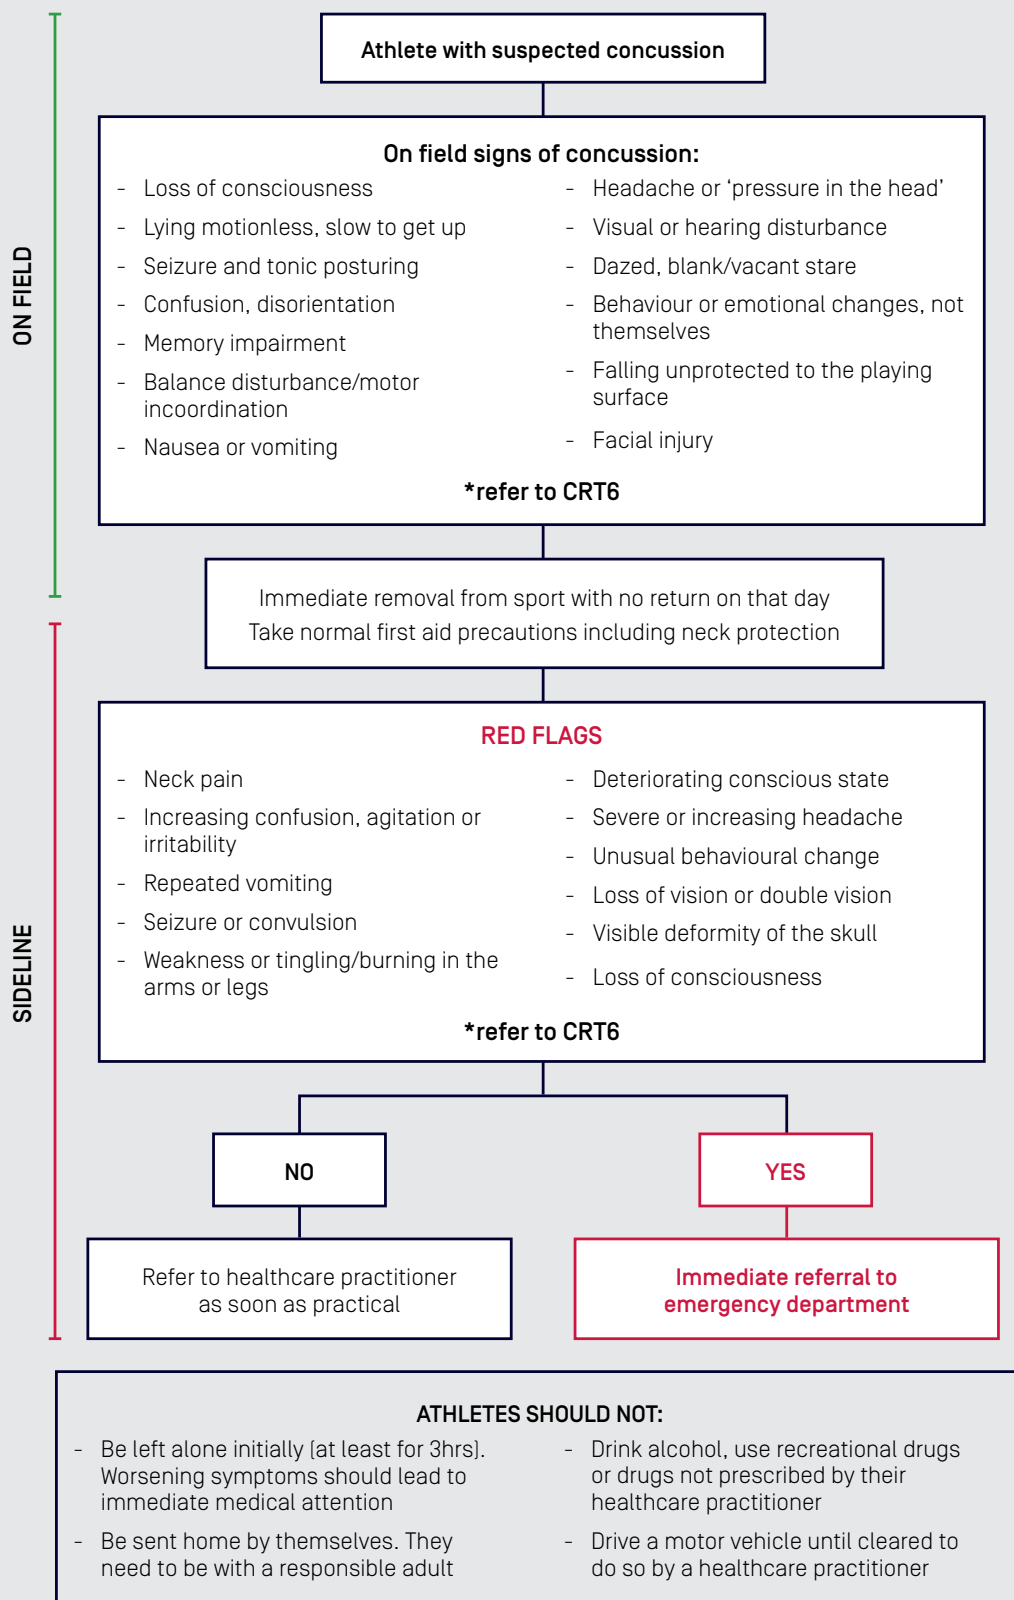 Athlete with suspected concussion
ON FIELD
On field signs of concussion:
- Loss of consciousness
- Lying motionless, slow to get up
- Seizure and tonic posturing
- Confusion, disorientation
- Memory impairment
- Balance disturbance/motor
incoordination
- Nausea or vomiting
- Headache or ‘pressure in the head’
- Visual or hearing disturbance
- Dazed, blank/vacant stare
- Behaviour or emotional changes, not
themselves
- Falling unprotected to the playing
surface
- Facial injury
*refer to CRT6
Immediate removal from sport with no return on that day
Take normal first aid precautions including neck protection
SIDELINE
RED FLAGS
- Neck pain
- Increasing confusion, agitation or
irritability
- Repeated vomiting
- Seizure or convulsion
- Weakness or tingling/burning in the
arms or legs
- Deteriorating conscious state
- Severe or increasing headache
- Unusual behavioural change
- Loss of vision or double vision
- Visible deformity of the skull
- Loss of consciousness
*refer to CRT6
NO
Refer to healthcare practitioner
as soon as practical
YES
Immediate referral to
emergency department
ATHLETES SHOULD NOT:
- Be left alone initially (at least for 3hrs).
Worsening symptoms should lead to
immediate medical attention
- Be sent home by themselves. They
need to be with a responsible adult
- Drink alcohol, use recreational drugs
or drugs not prescribed by their
healthcare practitioner
- Drive a motor vehicle until cleared to
do so by a healthcare practitioner